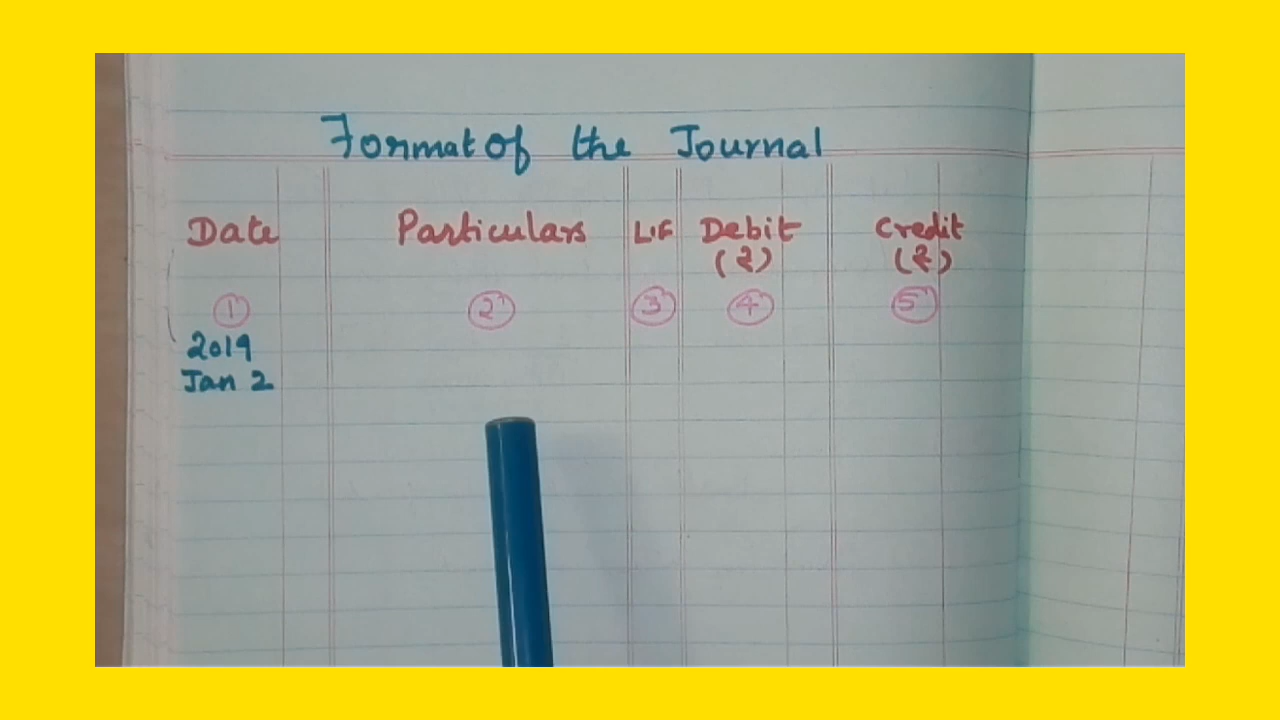 Format of the Journal
Date Particulars L.F Debit (₹) Credit (₹)
① ② ③ ④ ⑤
2019
Jan 2